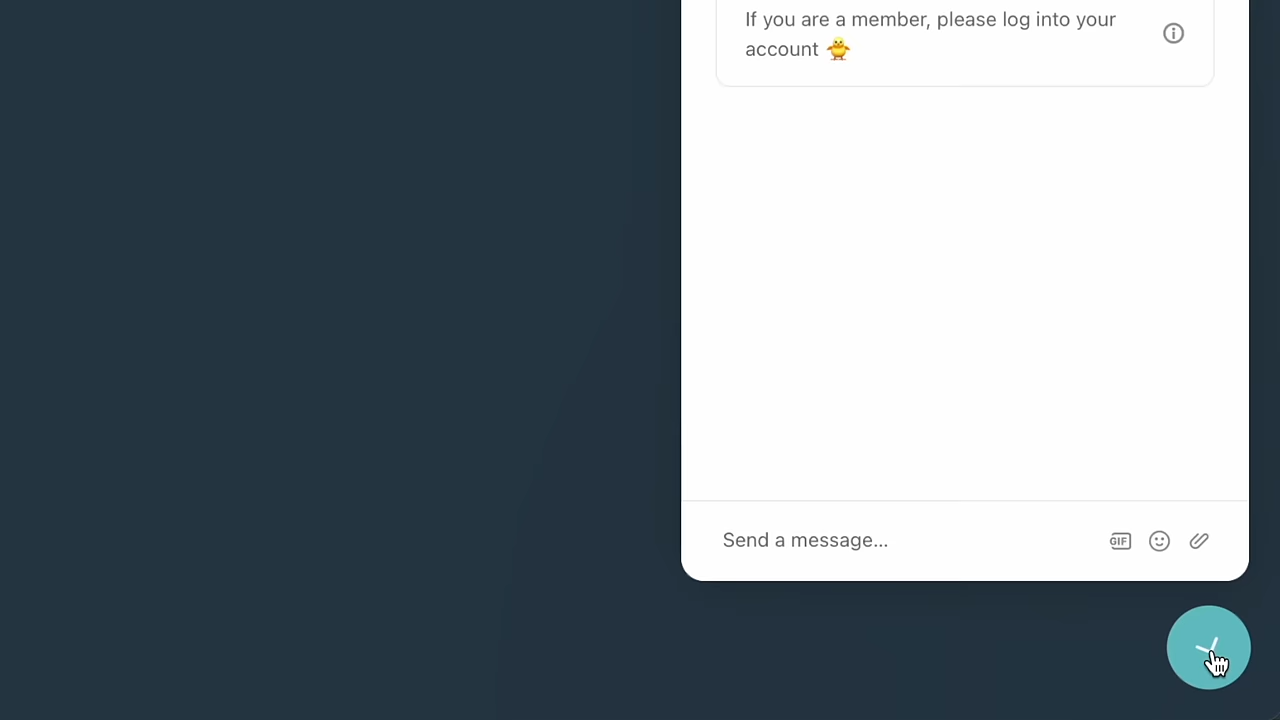 If you are a member, please log into your
account 🐥
Send a message...
GIF